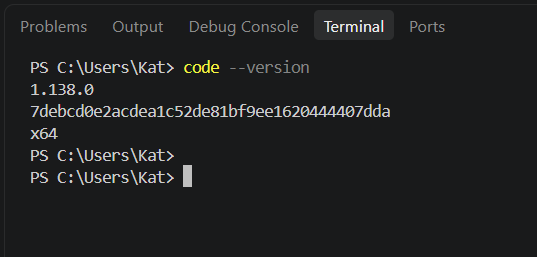 Problems Output Debug Console Terminal Ports
PS C:\Users\Kat> code --version
1.138.0
7debcd0e2acdea1c52de81bf9ee1620444407dda
x64
PS C:\Users\Kat>
PS C:\Users\Kat>